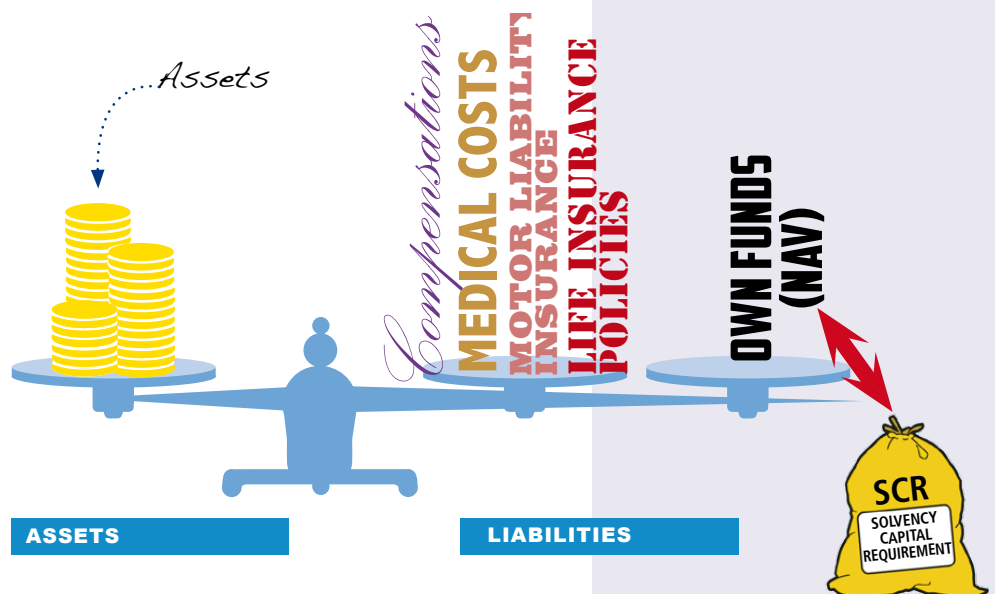 Assets
Compensations
MEDICAL COSTS
MOTOR LIABILITY
INSURANCE
LIFE INSURANCE
POLICIES
OWN FUNDS
(NAV)
SCR
SOLVENCY
CAPITAL
REQUIREMENT
ASSETS
LIABILITIES